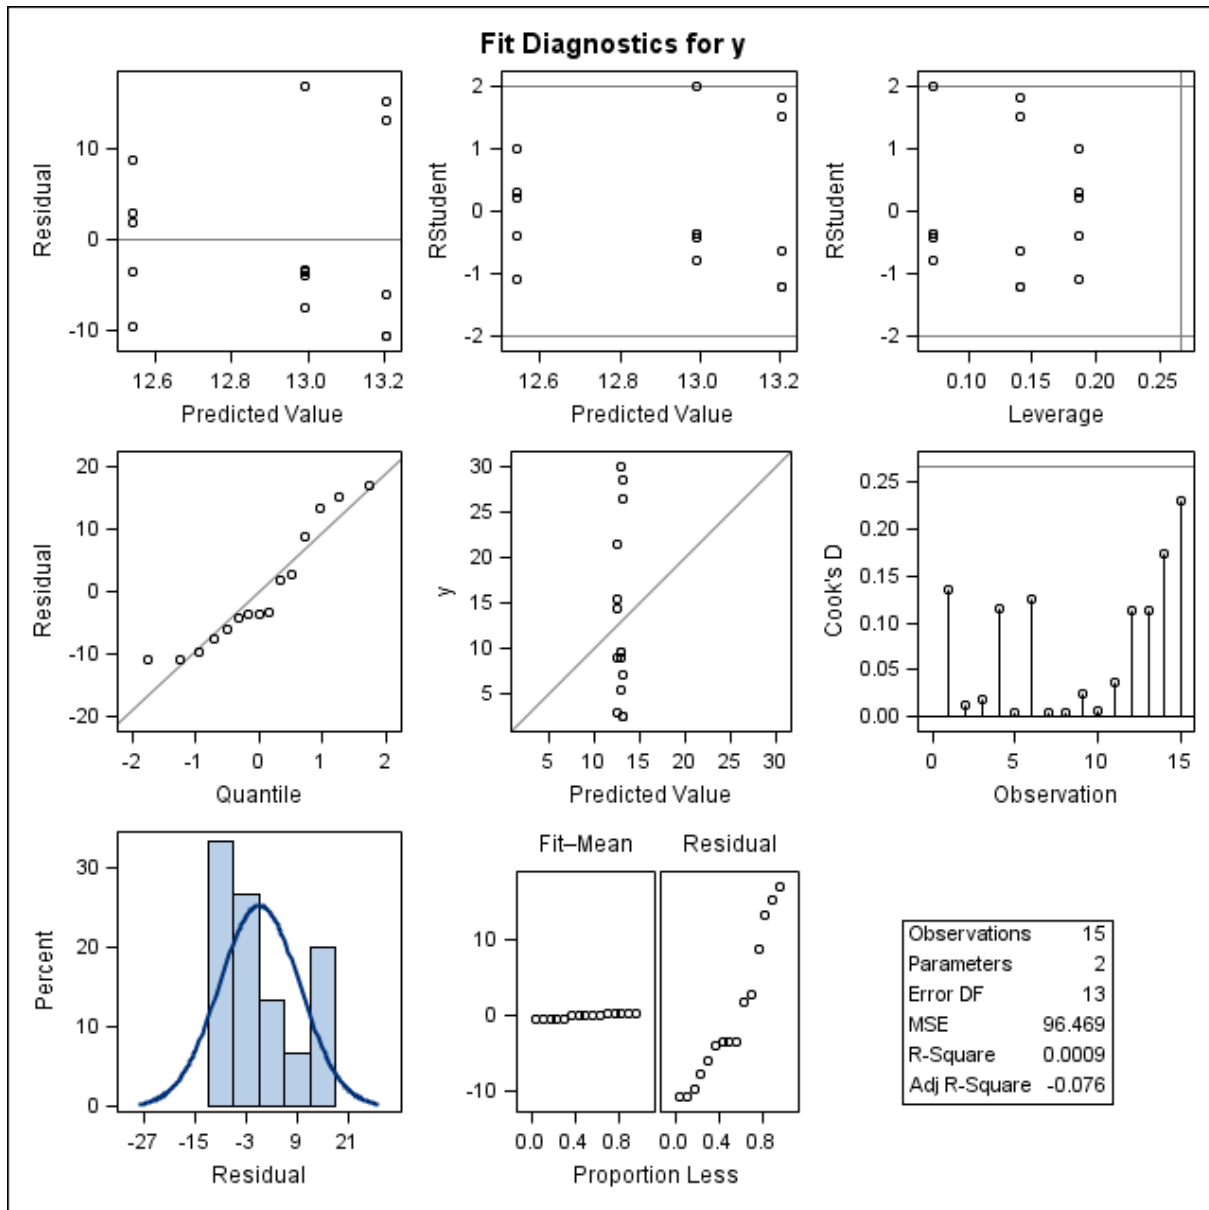 Fit Diagnostics for y
Residual
10
0
-10
12.6 12.8 13.0 13.2
Predicted Value
RStudent
2
1
0
-1
-2
12.6 12.8 13.0 13.2
Predicted Value
RStudent
2
1
0
-1
-2
0.10 0.15 0.20 0.25
Leverage
Residual
20
10
0
-10
-20
-2 -1 0 1 2
Quantile
y
30
25
20
15
10
5
5 10 15 20 25 30
Predicted Value
Cook's D
0.25
0.20
0.15
0.10
0.05
0.00
0 5 10 15
Observation
Percent
30
20
10
0
-27 -15 -3 9 21
Residual
Fit–Mean Residual
10
0
-10
0.0 0.4 0.8 0.0 0.4 0.8
Proportion Less
Observations 15
Parameters 2
Error DF 13
MSE 96.469
R-Square 0.0009
Adj R-Square -0.076